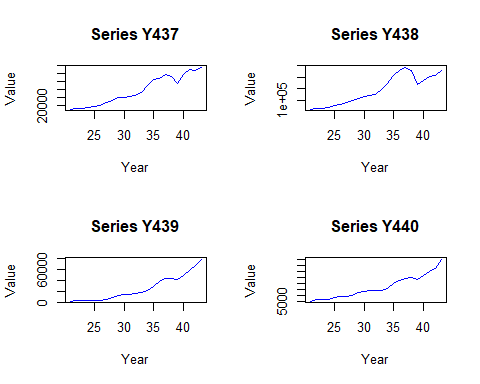 Series Y437
Value
20000
25 30 35 40
Year
Series Y438
Value
1e+05
25 30 35 40
Year
Series Y439
Value
0 60000
25 30 35 40
Year
Series Y440
Value
5000
25 30 35 40
Year